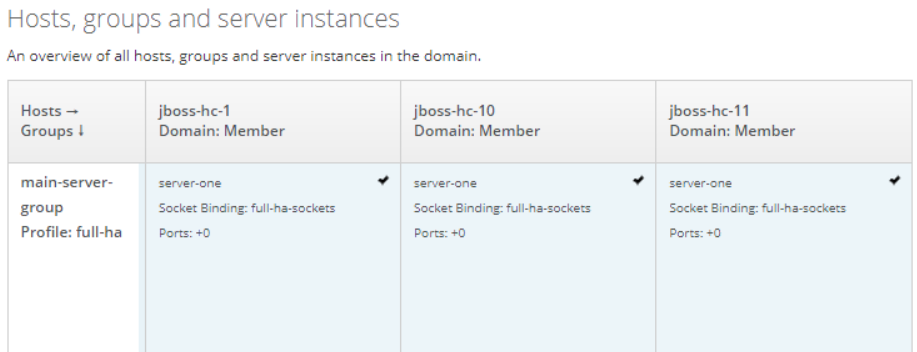 Hosts, groups and server instances
An overview of all hosts, groups and server instances in the domain.
Hosts →
Groups ↓
jboss-hc-1
Domain: Member
jboss-hc-10
Domain: Member
jboss-hc-11
Domain: Member
main-server-
group
Profile: full-ha
server-one
Socket Binding: full-ha-sockets
Ports: +0
server-one
Socket Binding: full-ha-sockets
Ports: +0
server-one
Socket Binding: full-ha-sockets
Ports: +0